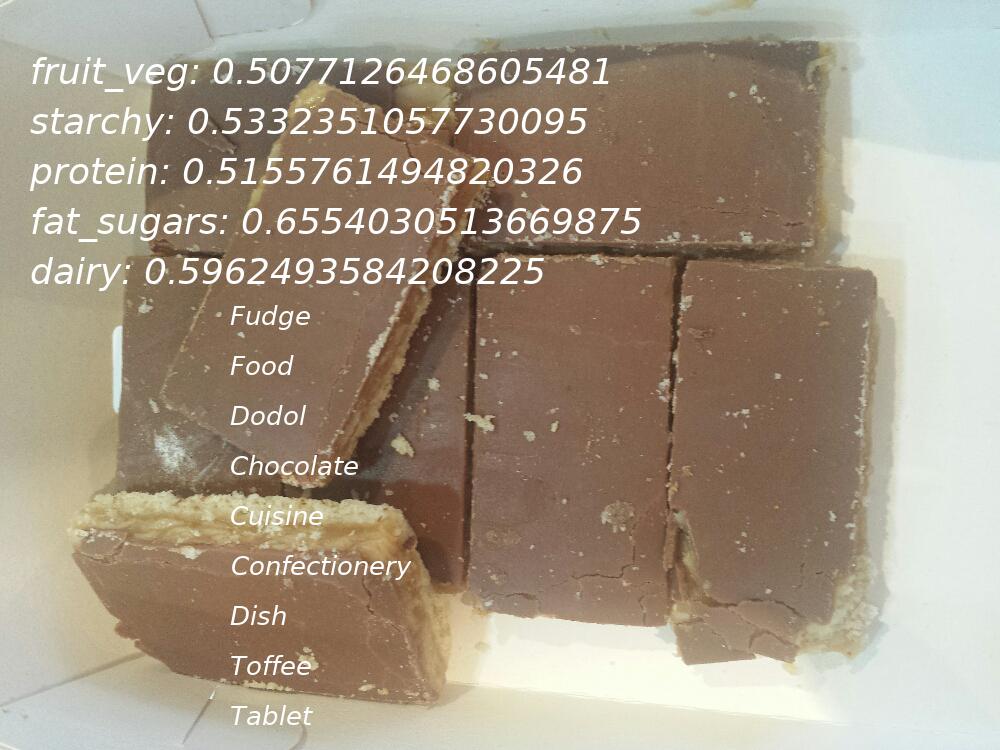 fruit_veg: 0.5077126468605481
starchy: 0.5332351057730095
protein: 0.5155761494820326
fat_sugars: 0.6554030513669875
dairy: 0.5962493584208225
Fudge
Food
Dodol
Chocolate
Cuisine
Confectionery
Dish
Toffee
Tablet